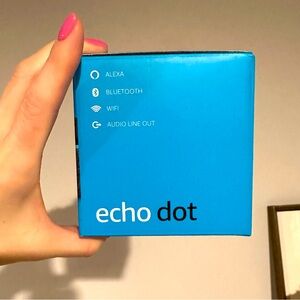 ALEXA
BLUETOOTH
WIFI
AUDIO LINE OUT
echo dot